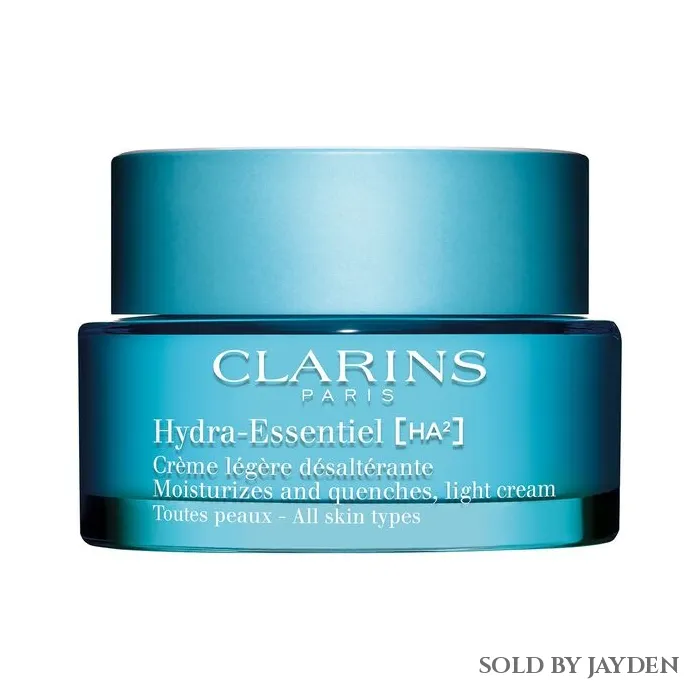 CLARINS
PARIS
Hydra-Essentiel [HA²]
Crème légère désaltérante
Moisturizes and quenches, light cream
Toutes peaux - All skin types
SOLD BY JAYDEN